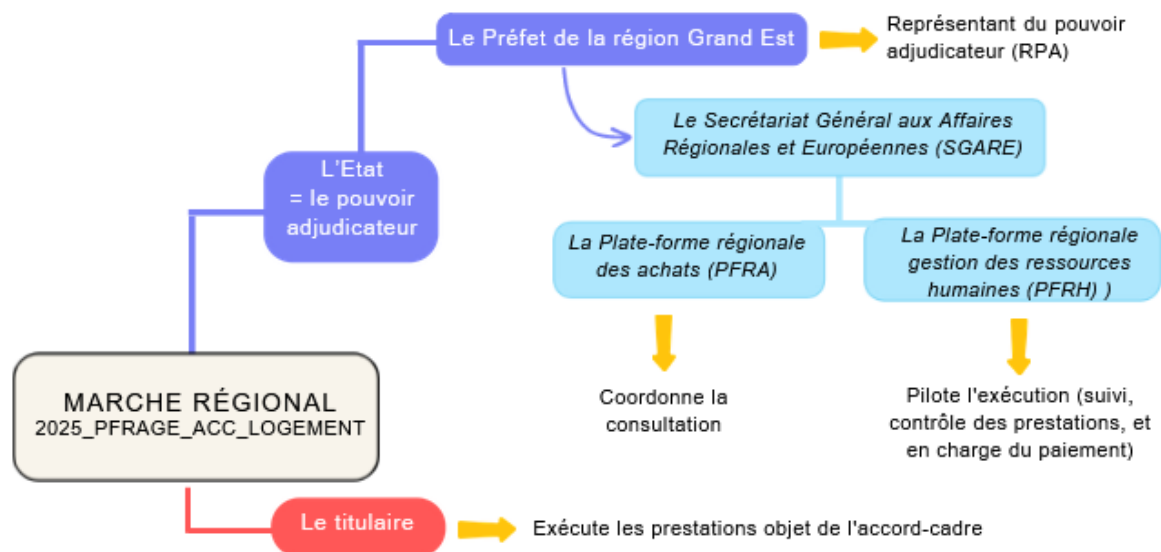 Le Préfet de la région Grand Est
Représentant du pouvoir
adjudicateur (RPA)
Le Secrétariat Général aux Affaires
Régionales et Européennes (SGARE)
L'Etat
= le pouvoir
adjudicateur
La Plate-forme régionale
des achats (PFRA)
La Plate-forme régionale
gestion des ressources
humaines (PFRH) )
Coordonne la
consultation
Pilote l'exécution (suivi,
contrôle des prestations, et
en charge du paiement)
MARCHE RÉGIONAL
2025_PFRAGE_ACC_LOGEMENT
Le titulaire
Exécute les prestations objet de l'accord-cadre